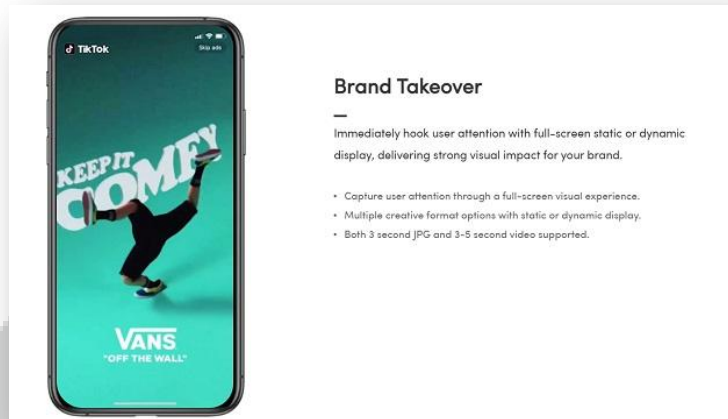 TikTok
Skip ads
KEEP IT
COMFY
VANS
"OFF THE WALL"
Brand Takeover
Immediately hook user attention with full-screen static or dynamic
display, delivering strong visual impact for your brand.
• Capture user attention through a full-screen visual experience.
• Multiple creative format options with static or dynamic display.
• Both 3 second JPG and 3-5 second video supported.